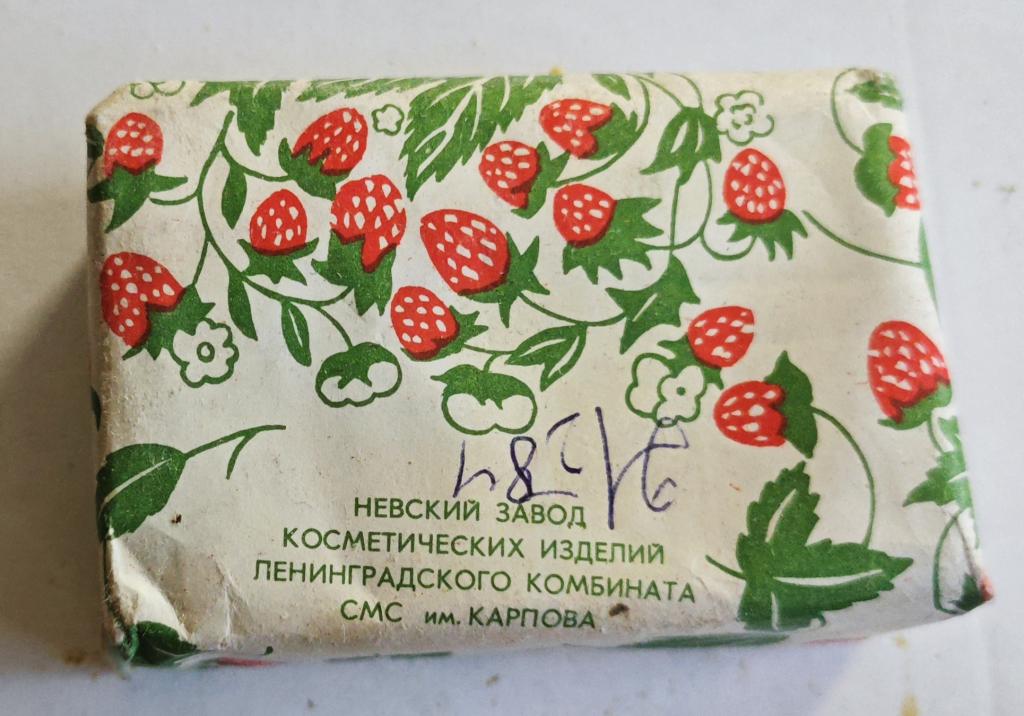 НЕВСКИЙ ЗАВОД
КОСМЕТИЧЕСКИХ ИЗДЕЛИЙ
ЛЕНИНГРАДСКОГО КОМБИНАТА
СМС им. КАРПОВА